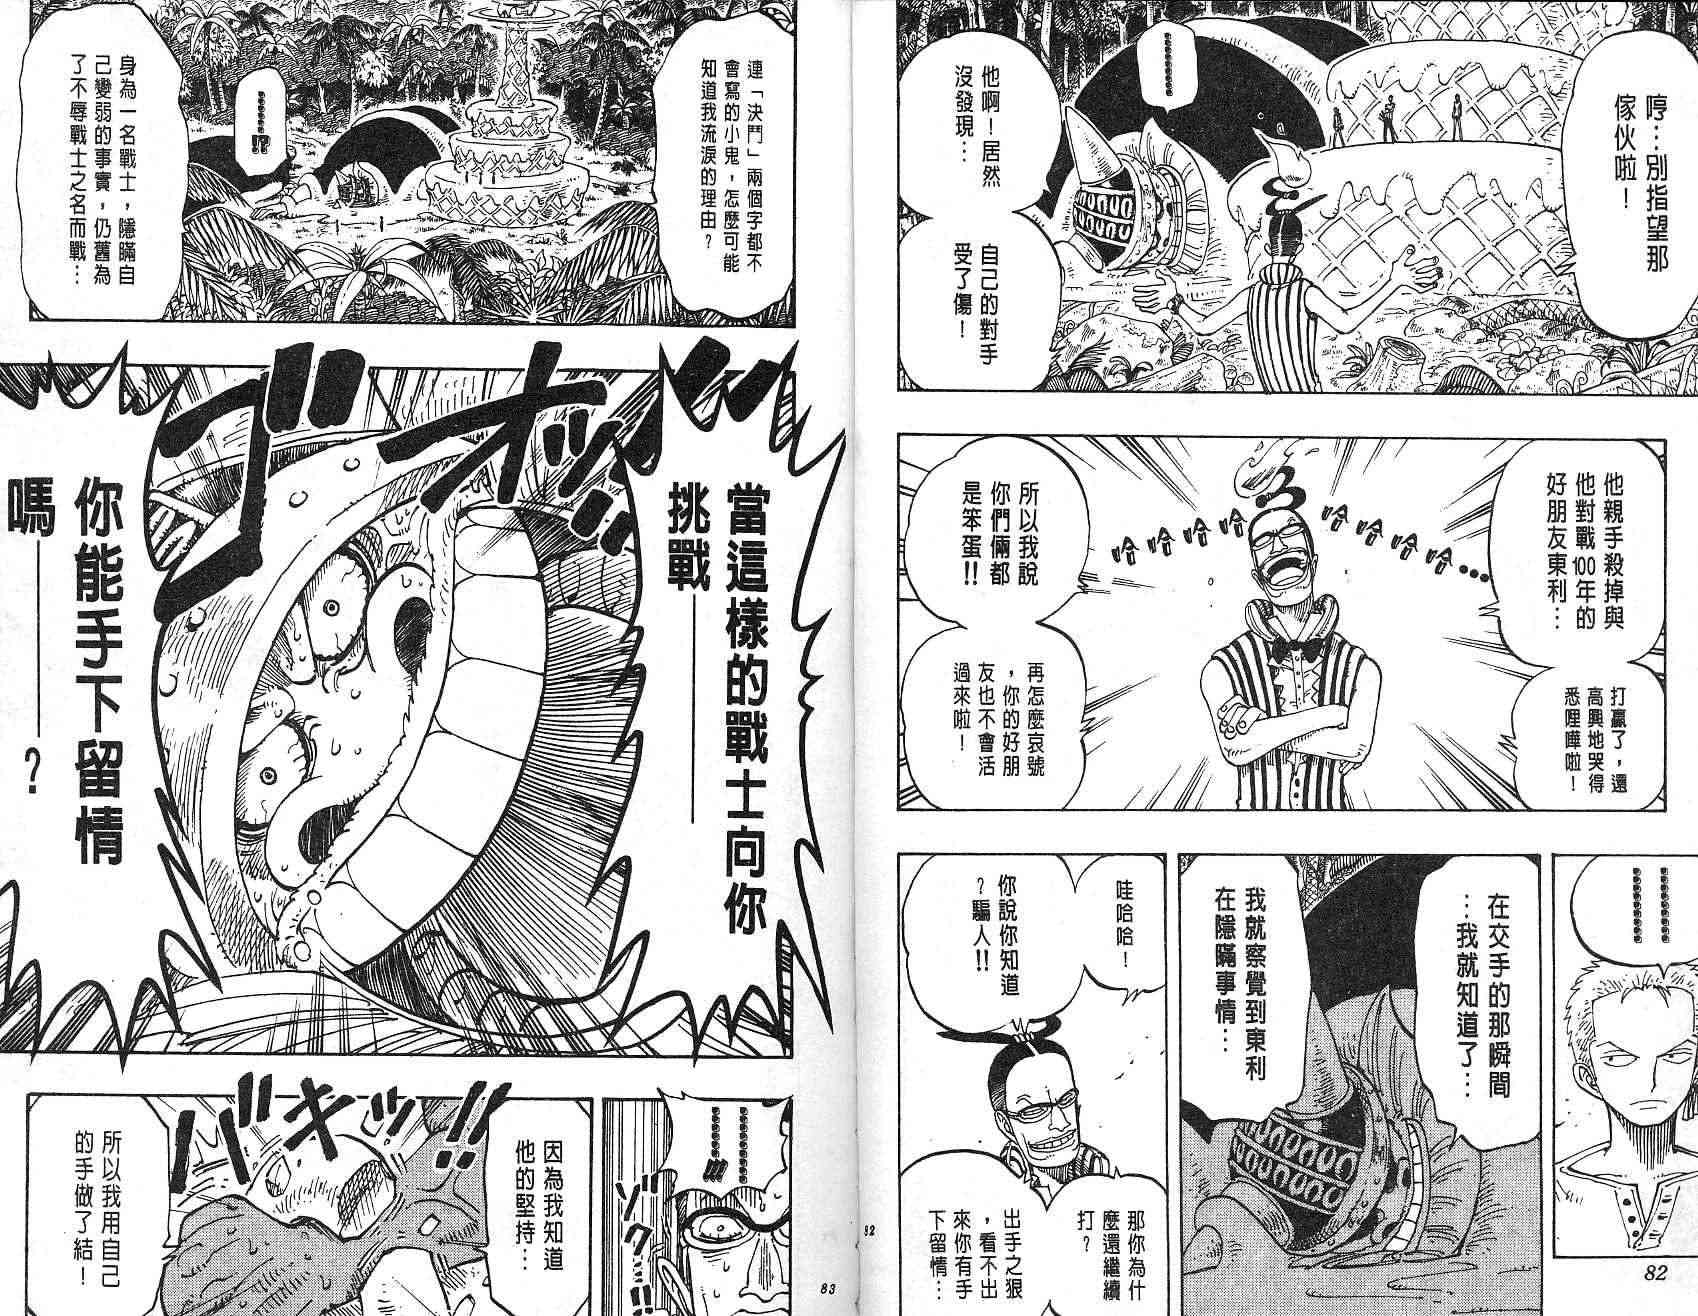 哼…別指望那
傢伙啦！
…………
他啊！居然
沒發現…
自己的對手
受了傷！
他親手殺掉與
他對戰100年的
好朋友東利…
打贏了，還
高興地哭得
悉哩嘩啦！
哈哈哈哈哈哈哈哈…
所以我說
你們倆都
是笨蛋!!
再怎麼哀號
，你的好朋
友也不會活
過來啦！
…………
在交手的那瞬間
…我就知道了…
我就察覺到東利
在隱瞞事情…
哇哈哈！
你說你知道
？騙人!!
那你為什
麼還繼續
打？
出手之狠
，看不出
來你有手
下留情…
82
連「決鬥」兩個字都不
會寫的小鬼，怎麼可能
知道我流淚的理由？
…………!?
身為一名戰士，隱瞞自
己變弱的事實，仍舊為
了不辱戰士之名而戰…
當這樣的戰士向你
挑戰——
ゴオッ
你能手下留情
嗎——？
…………!!!
ゾクッ
因為我知道
他的堅持…
ギャッ!!
所以我用自己
的手做了結！
83
82